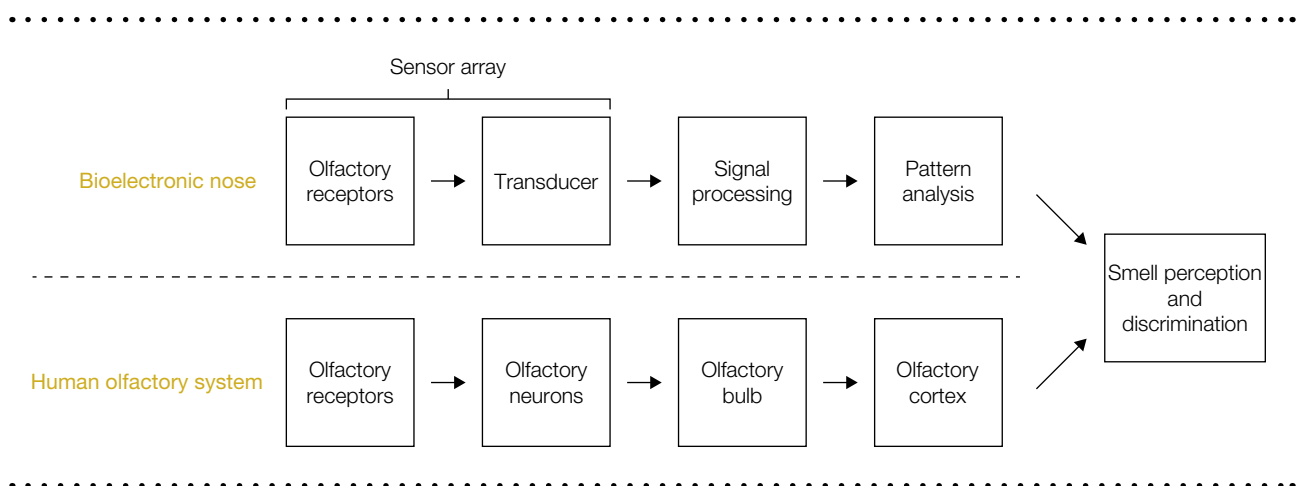 Sensor array
Bioelectronic nose
Olfactory
receptors
Transducer
Signal
processing
Pattern
analysis
Smell perception
and
discrimination
Human olfactory system
Olfactory
receptors
Olfactory
neurons
Olfactory
bulb
Olfactory
cortex